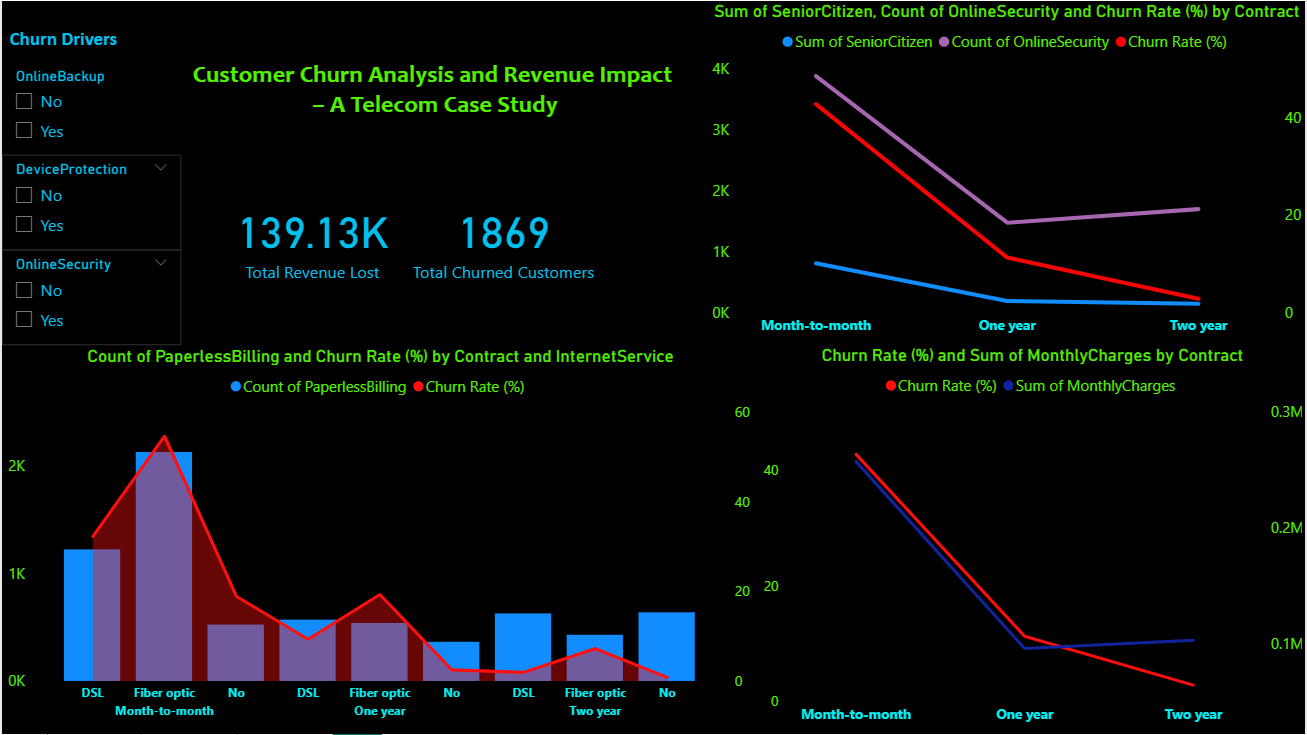 Churn Drivers
OnlineBackup
No
Yes
DeviceProtection
No
Yes
OnlineSecurity
No
Yes
Customer Churn Analysis and Revenue Impact
– A Telecom Case Study
139.13K
Total Revenue Lost
1869
Total Churned Customers
Sum of SeniorCitizen, Count of OnlineSecurity and Churn Rate (%) by Contract
Sum of SeniorCitizen Count of OnlineSecurity Churn Rate (%)
4K
3K
2K
1K
0K
40
20
0
Month-to-month One year Two year
Count of PaperlessBilling and Churn Rate (%) by Contract and InternetService
Count of PaperlessBilling Churn Rate (%)
2K
1K
0K
60
40
20
0
DSL Fiber optic No DSL Fiber optic No DSL Fiber optic No
Month-to-month One year Two year
Churn Rate (%) and Sum of MonthlyCharges by Contract
Churn Rate (%) Sum of MonthlyCharges
40
20
0
0.3M
0.2M
0.1M
Month-to-month One year Two year